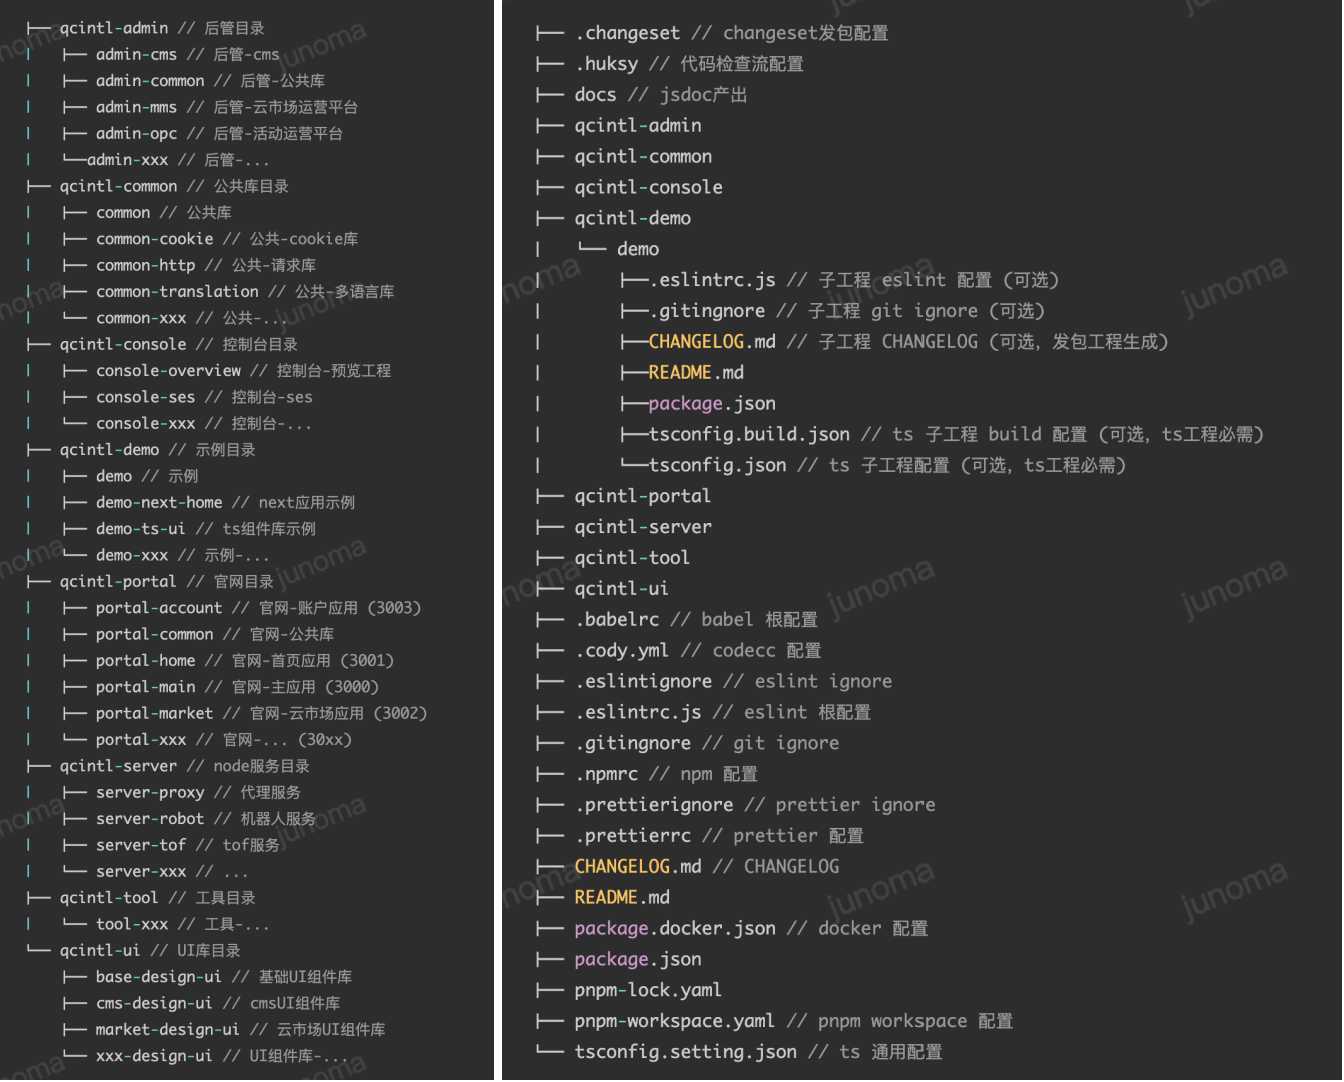 ├── qcintl-admin // 后管目录
│   ├── admin-cms // 后管-cms
│   ├── admin-common // 后管-公共库
│   ├── admin-mms // 后管-云市场运营平台
│   ├── admin-opc // 后管-活动运营平台
│   └──admin-xxx // 后管-...
├── qcintl-common // 公共库目录
│   ├── common // 公共库
│   ├── common-cookie // 公共-cookie库
│   ├── common-http // 公共-请求库
│   ├── common-translation // 公共-多语言库
│   └── common-xxx // 公共-...
├── qcintl-console // 控制台目录
│   ├── console-overview // 控制台-预览工程
│   ├── console-ses // 控制台-ses
│   └── console-xxx // 控制台-...
├── qcintl-demo // 示例目录
│   ├── demo // 示例
│   ├── demo-next-home // next应用示例
│   ├── demo-ts-ui // ts组件库示例
│   └── demo-xxx // 示例-...
├── qcintl-portal // 官网目录
│   ├── portal-account // 官网-账户应用 (3003)
│   ├── portal-common // 官网-公共库
│   ├── portal-home // 官网-首页应用 (3001)
│   ├── portal-main // 官网-主应用 (3000)
│   ├── portal-market // 官网-云市场应用 (3002)
│   └── portal-xxx // 官网-... (30xx)
├── qcintl-server // node服务目录
│   ├── server-proxy // 代理服务
│   ├── server-robot // 机器人服务
│   ├── server-tof // tof服务
│   └── server-xxx // ...
├── qcintl-tool // 工具目录
│   └── tool-xxx // 工具-...
└── qcintl-ui // UI库目录
    ├── base-design-ui // 基础UI组件库
    ├── cms-design-ui // cmsUI组件库
    ├── market-design-ui // 云市场UI组件库
    └── xxx-design-ui // UI组件库-...
├── .changeset // changeset发包配置
├── .huksy // 代码检查流配置
├── docs // jsdoc产出
├── qcintl-admin
├── qcintl-common
├── qcintl-console
├── qcintl-demo
│   └── demo
│       ├──.eslintrc.js // 子工程 eslint 配置 (可选)
│       ├──.gitingnore // 子工程 git ignore (可选)
│       ├──CHANGELOG.md // 子工程 CHANGELOG (可选, 发包工程生成)
│       ├──README.md
│       ├──package.json
│       ├──tsconfig.build.json // ts 子工程 build 配置 (可选, ts工程必需)
│       └──tsconfig.json // ts 子工程配置 (可选, ts工程必需)
├── qcintl-portal
├── qcintl-server
├── qcintl-tool
├── qcintl-ui
├── .babelrc // babel 根配置
├── .cody.yml // codecc 配置
├── .eslintignore // eslint ignore
├── .eslintrc.js // eslint 根配置
├── .gitingnore // git ignore
├── .npmrc // npm 配置
├── .prettierignore // prettier ignore
├── .prettierrc // prettier 配置
├── CHANGELOG.md // CHANGELOG
├── README.md
├── package.docker.json // docker 配置
├── package.json
├── pnpm-lock.yaml
├── pnpm-workspace.yaml // pnpm workspace 配置
└── tsconfig.setting.json // ts 通用配置
junoma
junoma
junoma
junoma
junoma
junoma
junoma
junoma
junoma
junoma
junoma